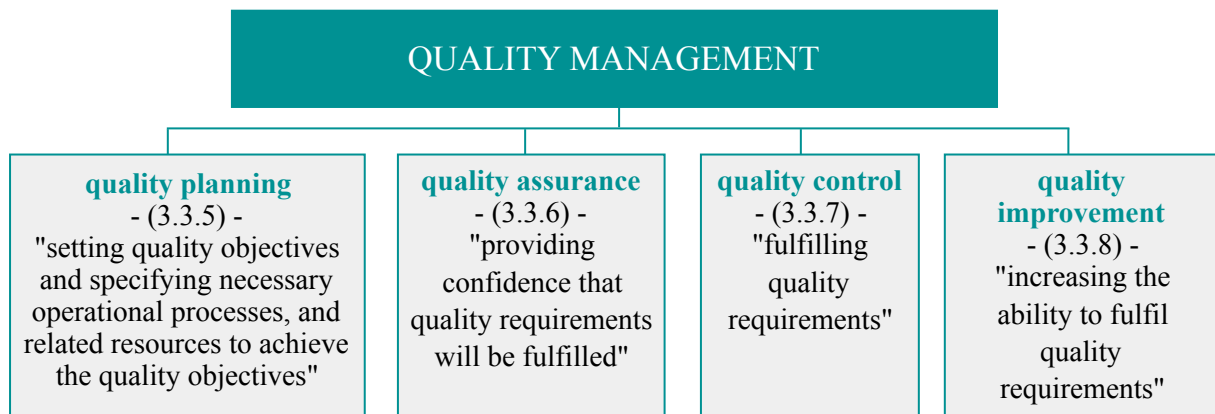 QUALITY MANAGEMENT
quality planning
- (3.3.5) -
"setting quality objectives
and specifying necessary
operational processes, and
related resources to achieve
the quality objectives"
quality assurance
- (3.3.6) -
"providing
confidence that
quality requirements
will be fulfilled"
quality control
- (3.3.7) -
"fulfilling
quality
requirements"
quality
improvement
- (3.3.8) -
"increasing the
ability to fulfil
quality
requirements"